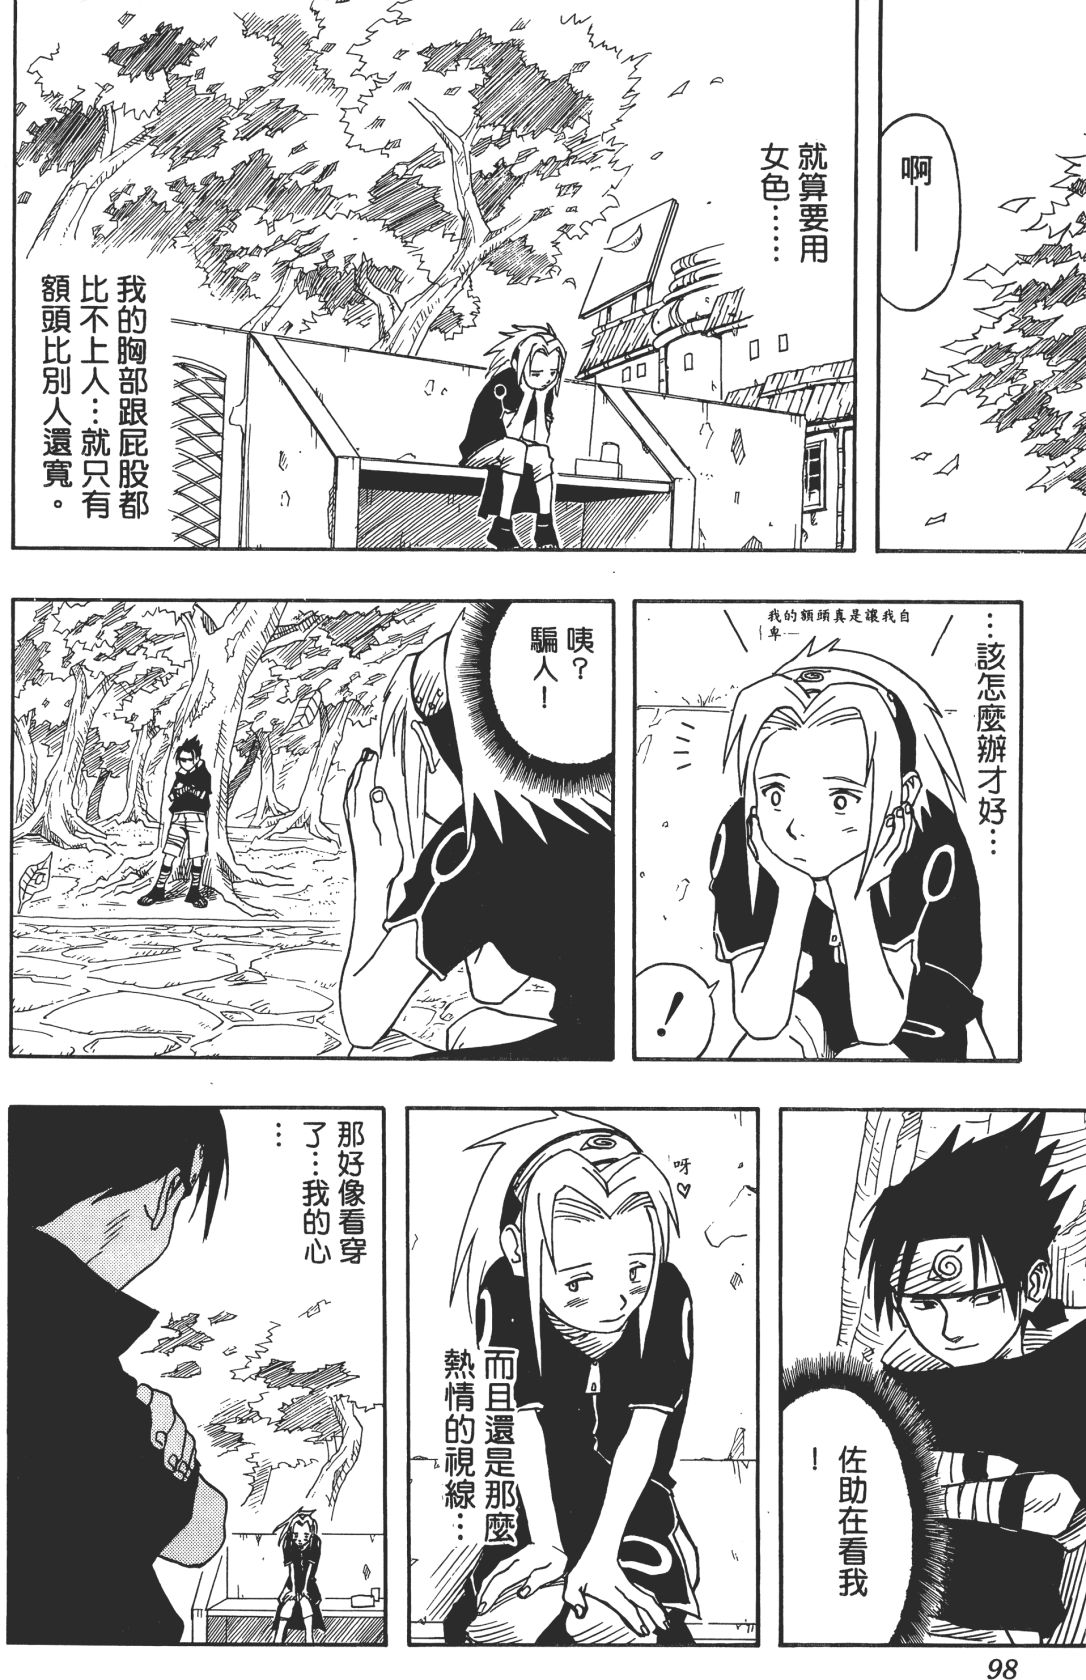 啊——
就算要用
女色……
我的胸部跟屁股都
比不上人…就只有
額頭比別人還寬。
…該怎麼辦才好…
我的額頭真是讓我自
卑……
！
咦？
騙人！
佐助在看我
！
呀♡
而且還是那麼
熱情的視線…
那好像看穿
了…我的心
…
98